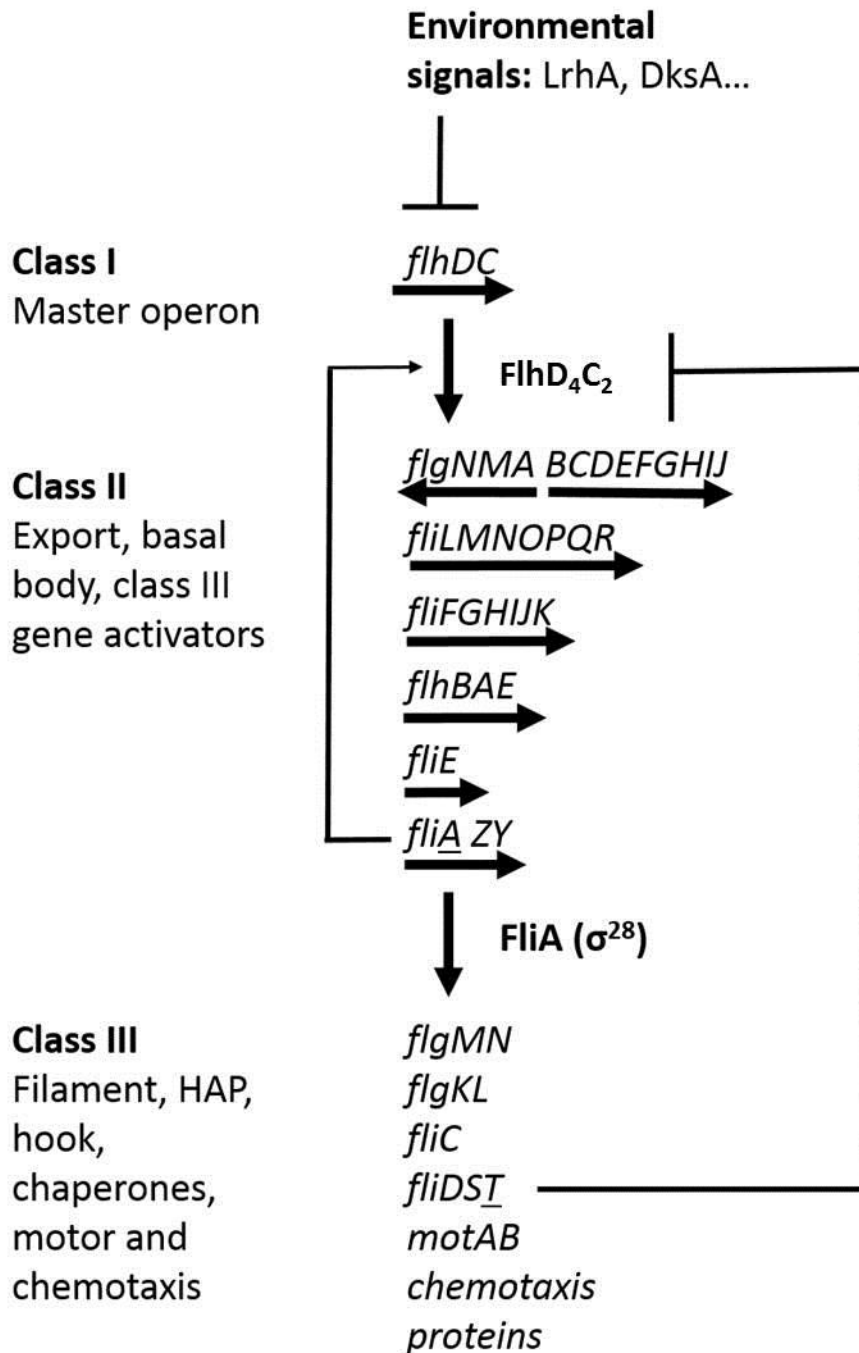 Environmental
signals: LrhA, DksA...
Class I
Master operon
flhDC
FlhD₄C₂
Class II
Export, basal
body, class III
gene activators
flgNMA BCDEFGHIJ
fliLMNOPQR
fliFGHIJK
flhBAE
fliE
fliA ZY
FliA (σ²⁸)
Class III
Filament, HAP,
hook,
chaperones,
motor and
chemotaxis
flgMN
flgKL
fliC
fliDST
motAB
chemotaxis
proteins